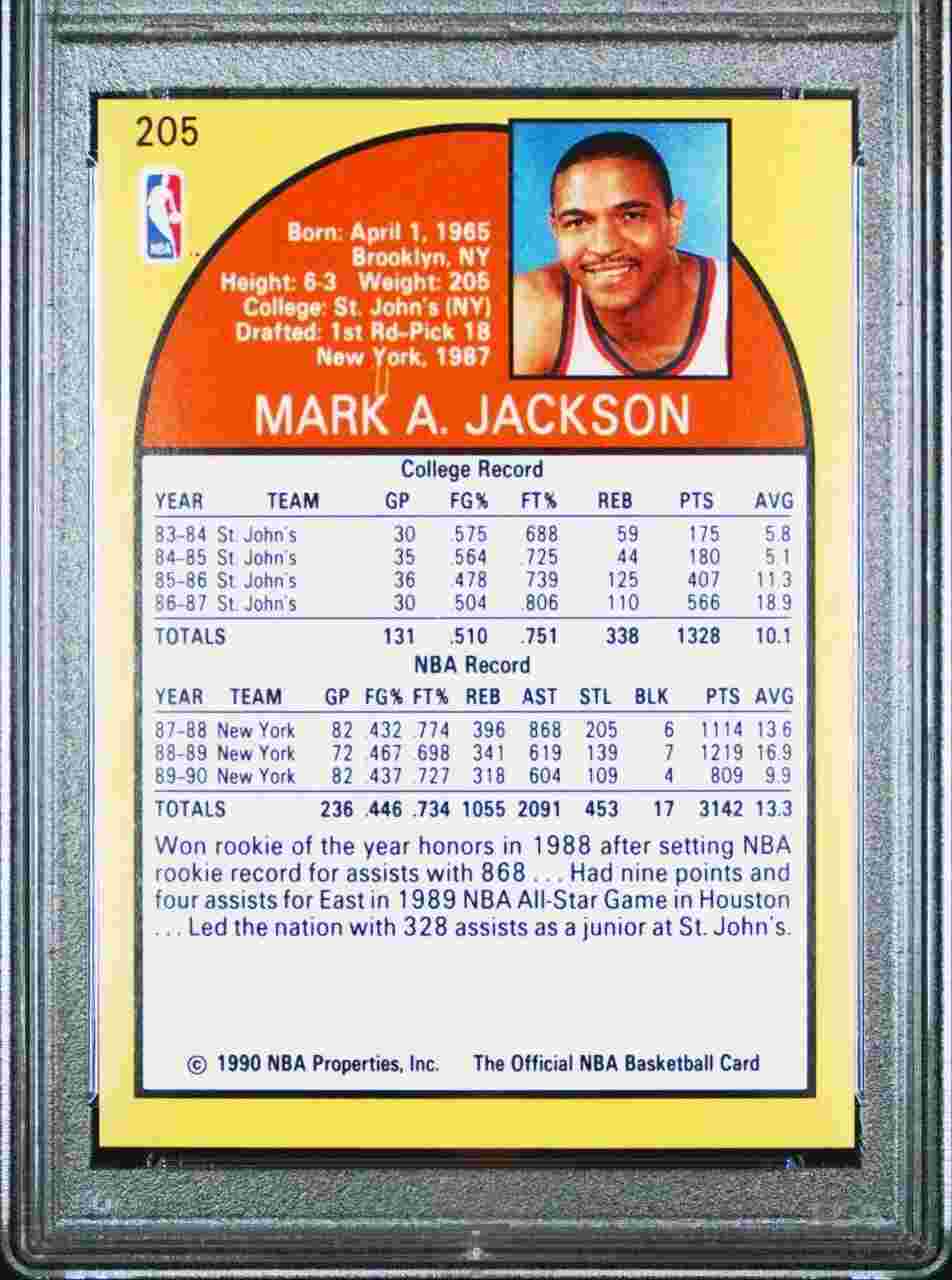 205
NBA
Born: April 1, 1965
Brooklyn, NY
Height: 6-3 Weight: 205
College: St. John's (NY)
Drafted: 1st Rd-Pick 18
New York, 1987
MARK A. JACKSON
College Record
YEAR TEAM GP FG% FT% REB PTS AVG
83-84 St. John's 30 .575 .688 59 175 5.8
84-85 St. John's 35 .564 .725 44 180 5.1
85-86 St. John's 36 .478 .739 125 407 11.3
86-87 St. John's 30 .504 .806 110 566 18.9
TOTALS 131 .510 .751 338 1328 10.1
NBA Record
YEAR TEAM GP FG% FT% REB AST STL BLK PTS AVG
87-88 New York 82 .432 .774 396 868 205 6 1114 13.6
88-89 New York 72 .467 .698 341 619 139 7 1219 16.9
89-90 New York 82 .437 .727 318 604 109 4 809 9.9
TOTALS 236 .446 .734 1055 2091 453 17 3142 13.3
Won rookie of the year honors in 1988 after setting NBA
rookie record for assists with 868 ... Had nine points and
four assists for East in 1989 NBA All-Star Game in Houston
... Led the nation with 328 assists as a junior at St. John's.
© 1990 NBA Properties, Inc. The Official NBA Basketball Card